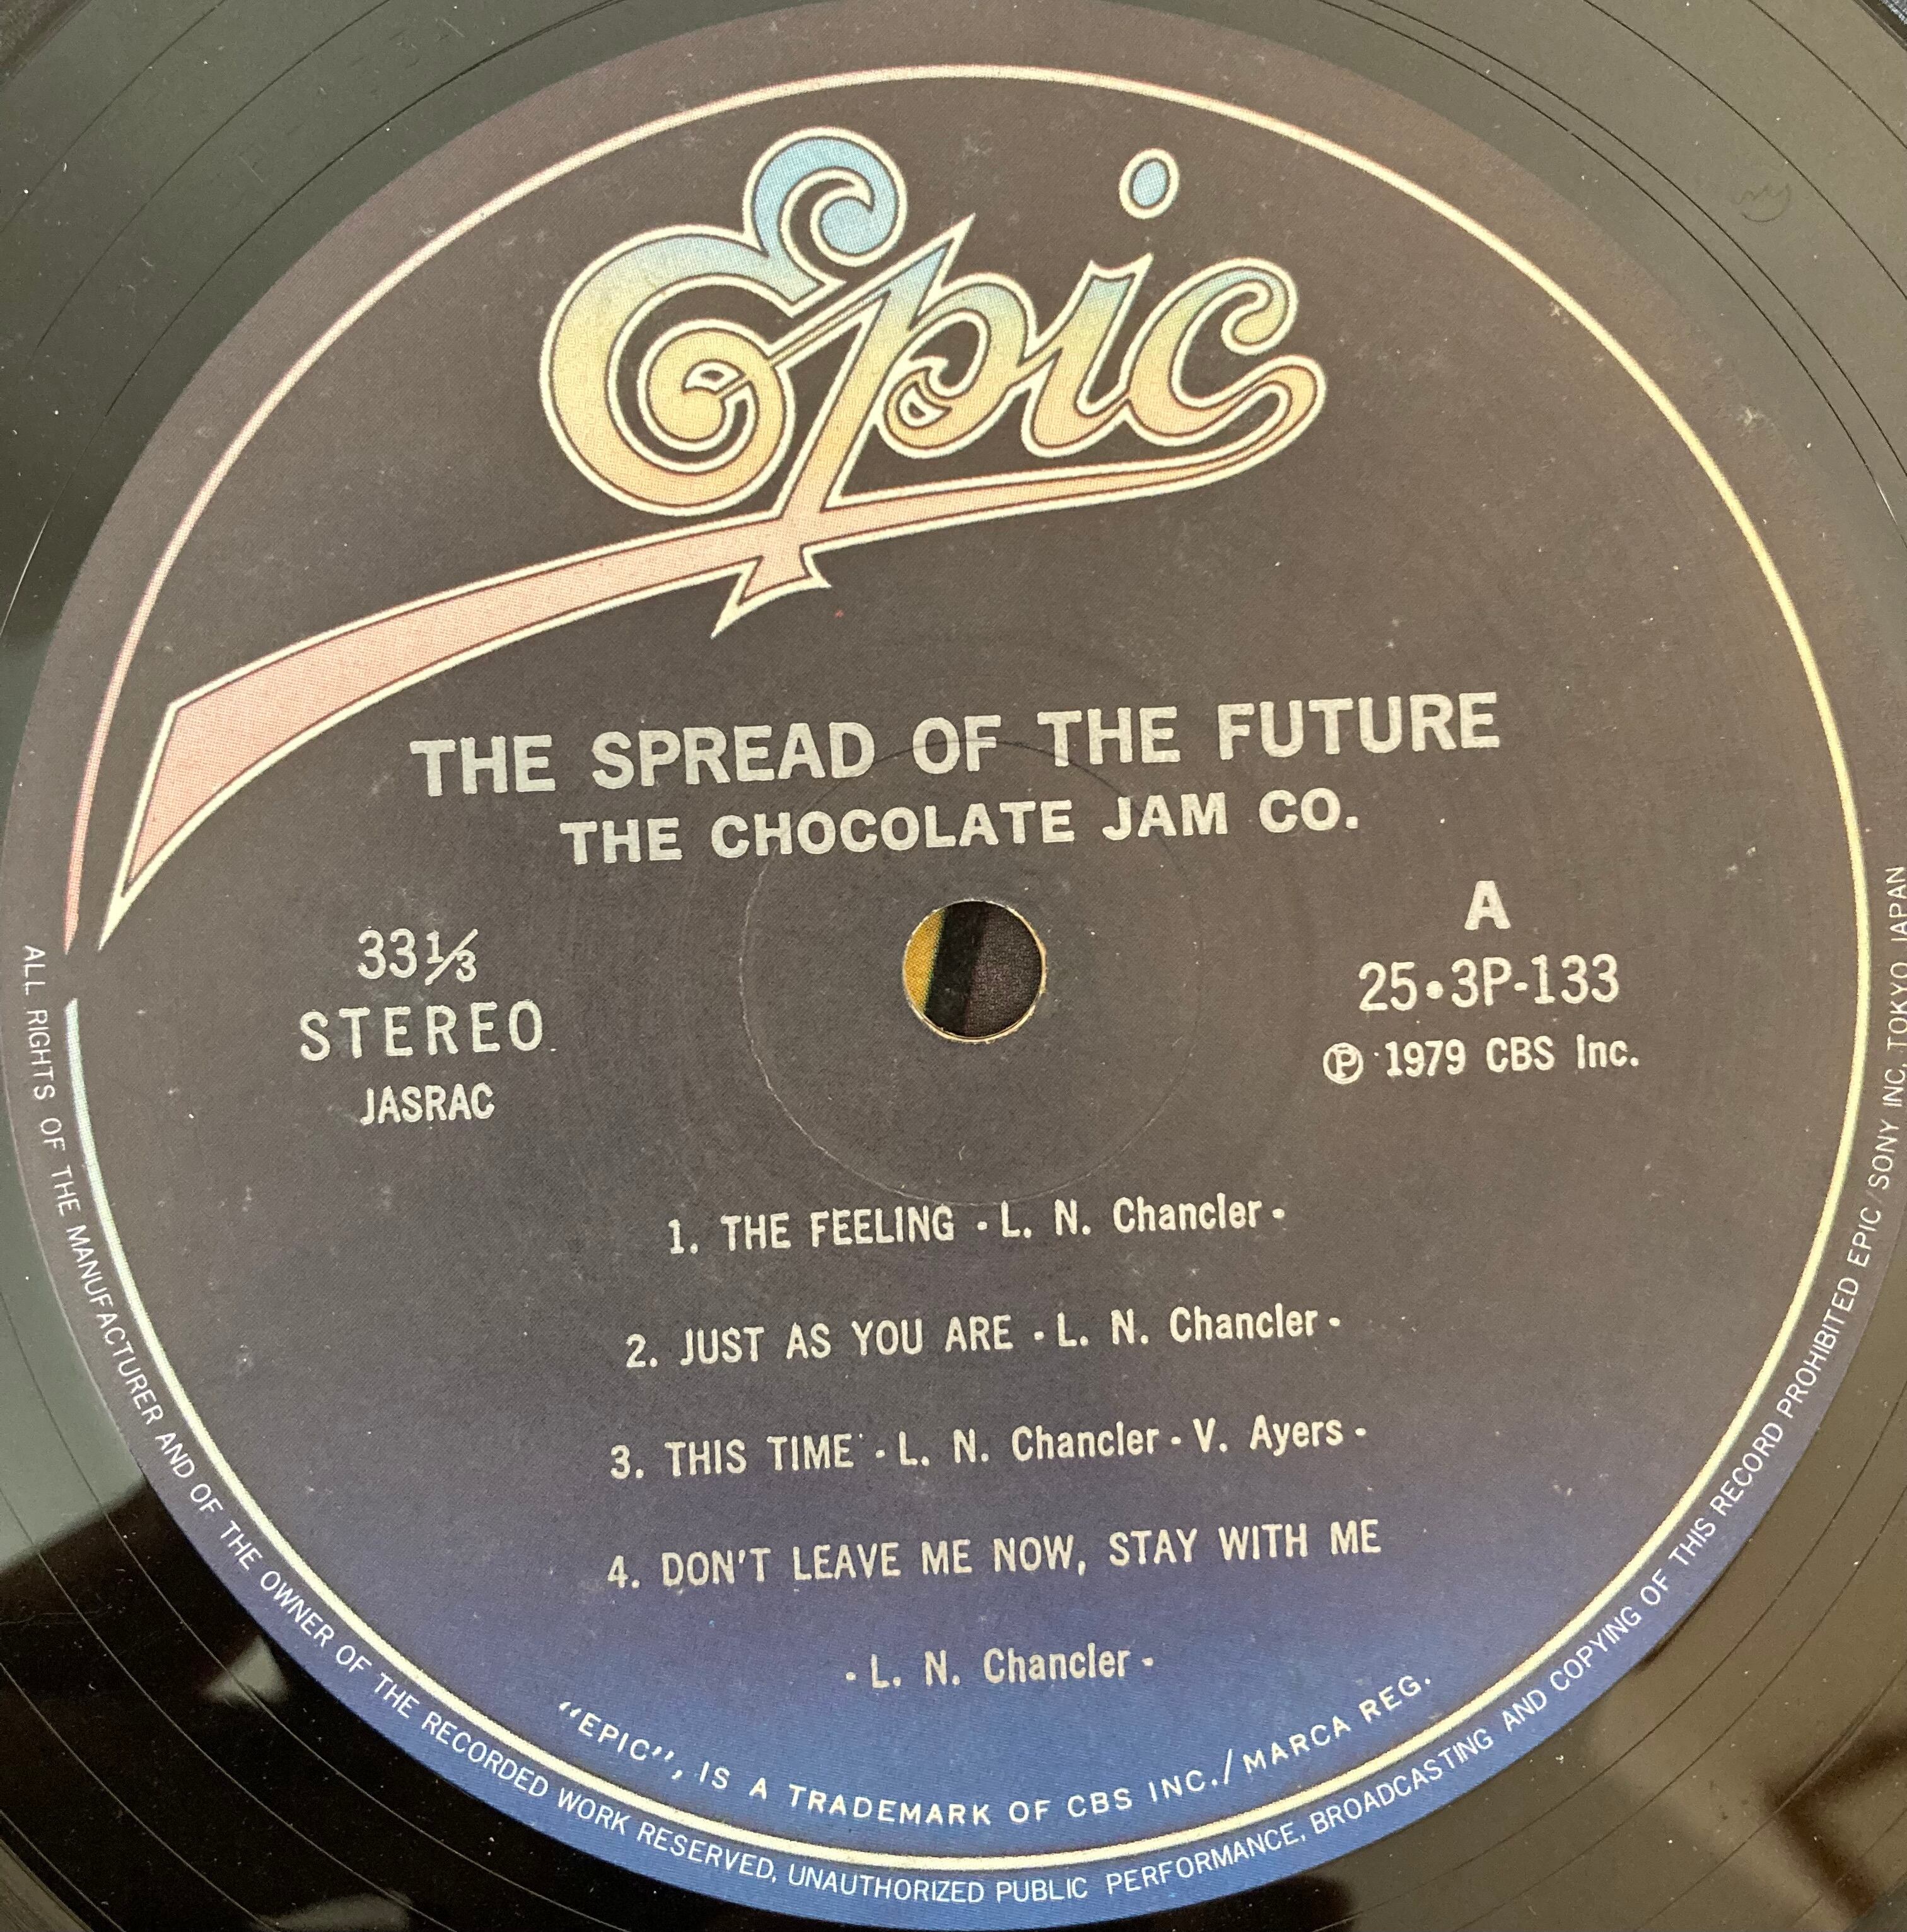 Epic
THE SPREAD OF THE FUTURE
THE CHOCOLATE JAM CO.
33 1/3
STEREO
JASRAC
A
25•3P-133
Ⓟ 1979 CBS Inc.
1. THE FEELING - L. N. Chancler -
2. JUST AS YOU ARE - L. N. Chancler -
3. THIS TIME - L. N. Chancler - V. Ayers -
4. DON'T LEAVE ME NOW, STAY WITH ME
- L. N. Chancler -
"EPIC", IS A TRADEMARK OF CBS INC./MARCA REG.
ALL RIGHTS OF THE MANUFACTURER AND OF THE OWNER OF THE RECORDED WORK RESERVED, UNAUTHORIZED PUBLIC PERFORMANCE, BROADCASTING AND COPYING OF THIS RECORD PROHIBITED EPIC/SONY INC, TOKYO JAPAN